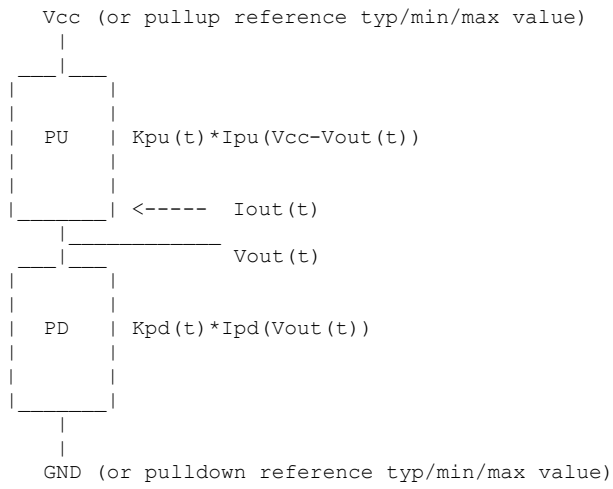 Vcc (or pullup reference typ/min/max value)
PU Kpu(t)*Ipu(Vcc-Vout(t))
<----- Iout(t)
Vout(t)
PD Kpd(t)*Ipd(Vout(t))
GND (or pulldown reference typ/min/max value)